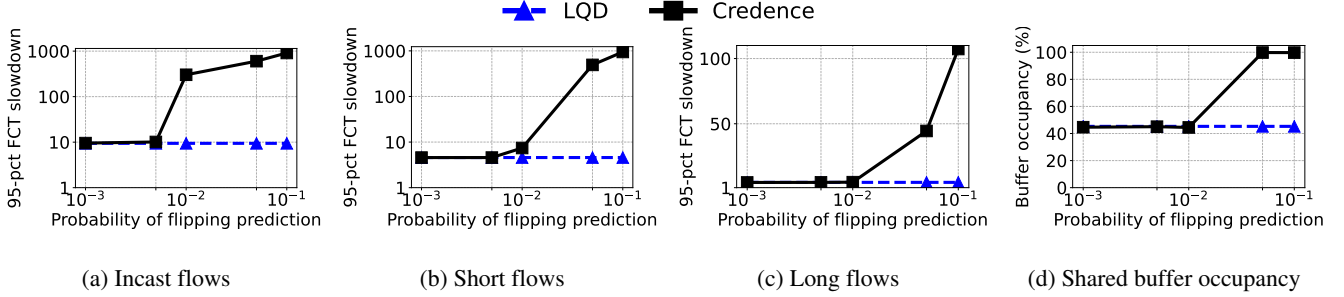 LQD Credence
95-pct FCT slowdown
1000
100
10
1
10⁻³ 10⁻² 10⁻¹
Probability of flipping prediction
(a) Incast flows
95-pct FCT slowdown
1000
100
10
1
10⁻³ 10⁻² 10⁻¹
Probability of flipping prediction
(b) Short flows
95-pct FCT slowdown
100
50
1
10⁻³ 10⁻² 10⁻¹
Probability of flipping prediction
(c) Long flows
Buffer occupancy (%)
100
80
60
40
20
0
10⁻³ 10⁻² 10⁻¹
Probability of flipping prediction
(d) Shared buffer occupancy